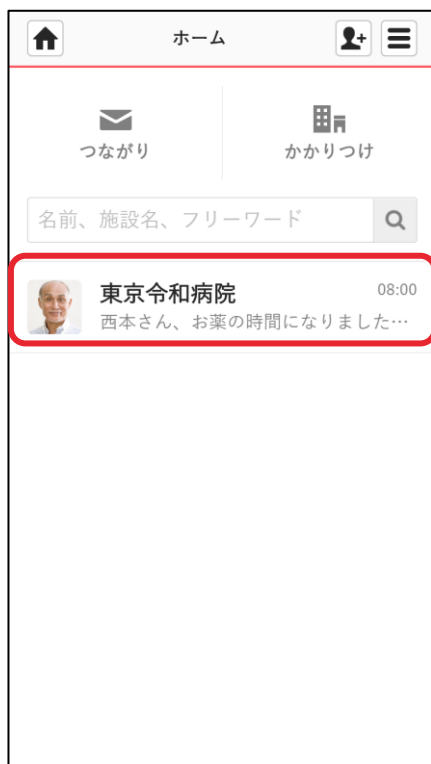 ホーム
つながり
かかりつけ
名前、施設名、フリーワード
東京令和病院
08:00
西本さん、お薬の時間になりました…